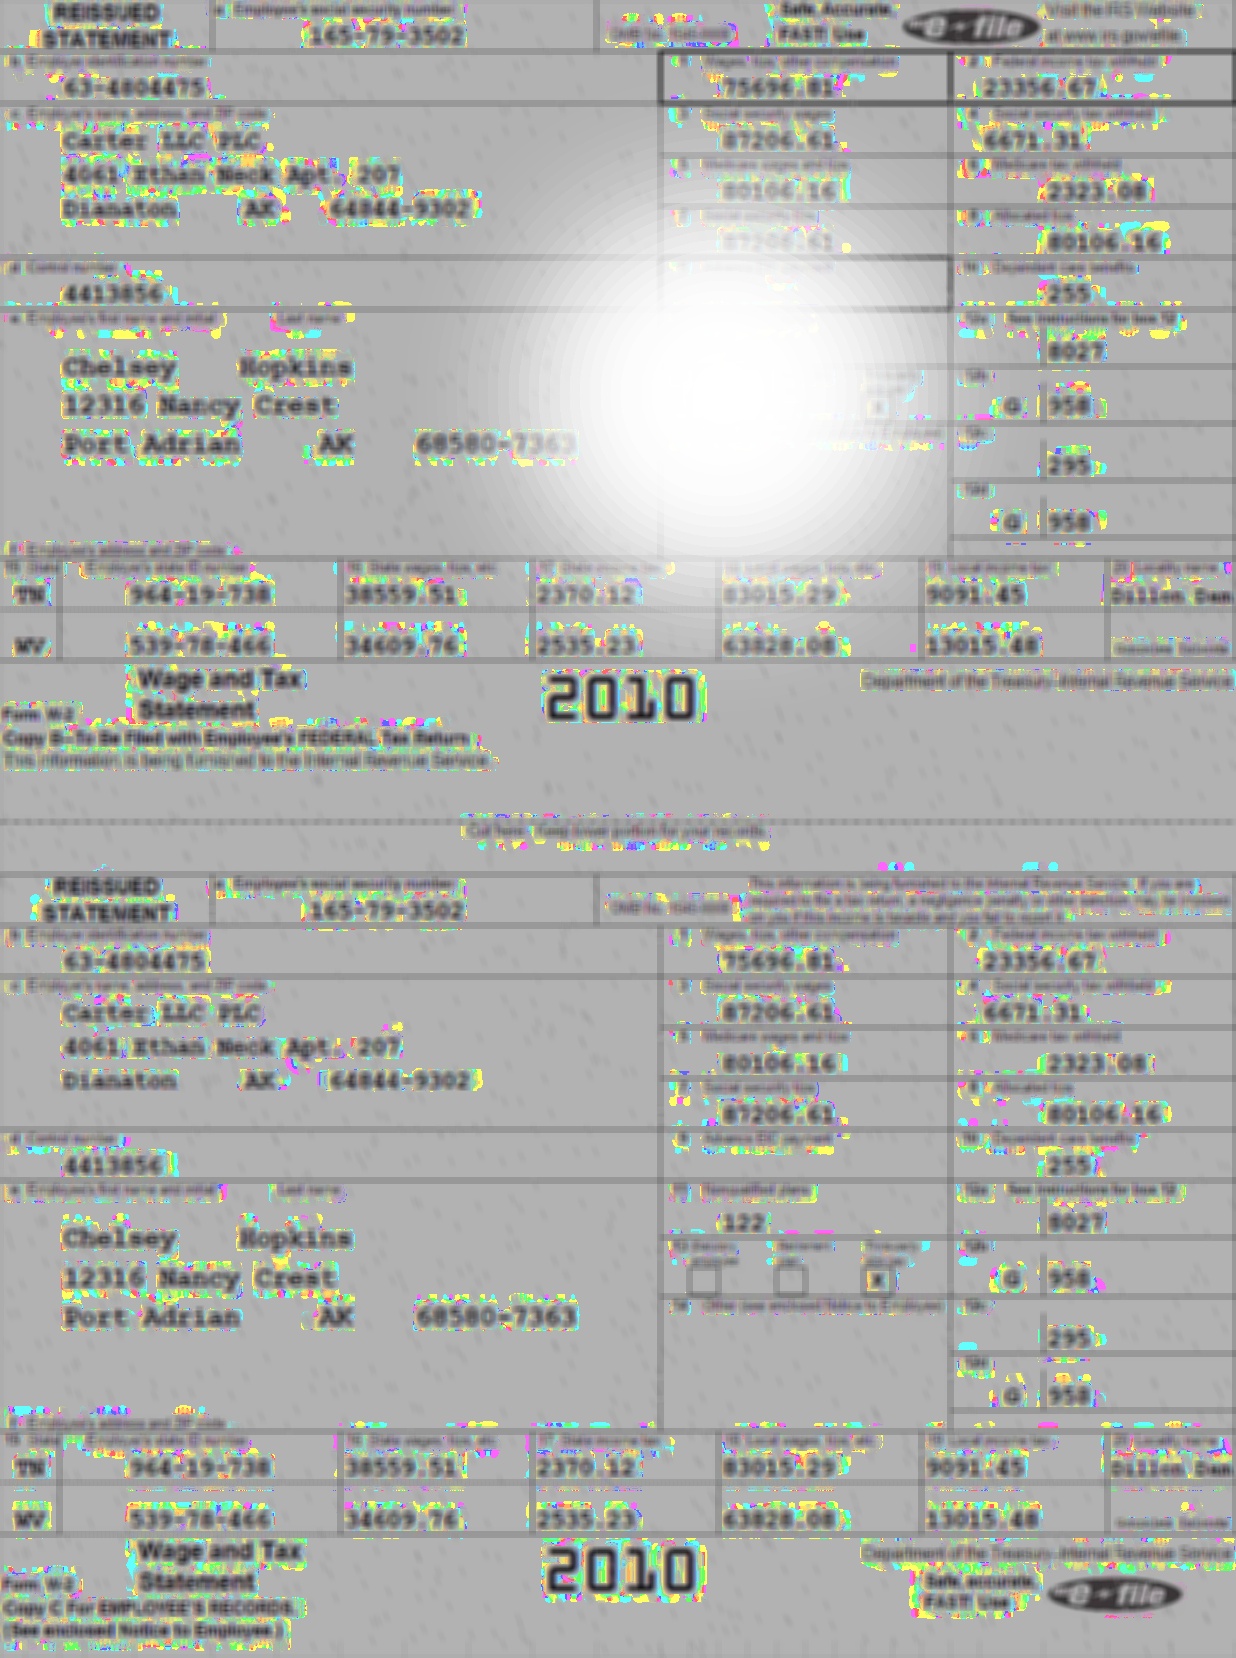 REISSUED STATEMENT
a Employee's social security number
165-79-3502
Safe, Accurate, FAST! Use
e-file
Visit the IRS Website at www.irs.gov/efile
b Employer identification number
63-4804475
1 Wages, tips, other compensation
75696.81
2 Federal income tax withheld
23356.67
c Employer's name, address, and ZIP code
Carter LLC PLC
4061 Ethan Neck Apt. 207
Dianaton AK 64844-9302
3 Social security wages
87206.61
4 Social security tax withheld
6671.31
5 Medicare wages and tips
80106.16
6 Medicare tax withheld
2323.08
7 Social security tips
87206.61
8 Allocated tips
80106.16
d Control number
4413856
10 Dependent care benefits
255
e Employee's first name and initial Last name
Chelsey Hopkins
12316 Nancy Crest
Port Adrian AK 68580-7363
12a See instructions for box 12
8027
12b
G 958
12c
295
12d
G 958
f Employee's address and ZIP code
15 State Employer's state ID number 16 State wages, tips, etc. 17 State income tax 18 Local wages, tips, etc. 19 Local income tax 20 Locality name
TN 964-19-738 38559.51 2370.12 83015.29 9091.45
WV 539-78-466 34609.76 2535.23 63828.08 13015.48
Form W-2
Wage and Tax Statement
2010
Department of the Treasury-Internal Revenue Service
Copy B-To Be Filed with Employee's FEDERAL Tax Return.
This information is being furnished to the Internal Revenue Service.
Cut here. Keep lower portion for your records.
REISSUED STATEMENT
a Employee's social security number
165-79-3502
This information is being furnished to the Internal Revenue Service. If you are
required to file a tax return, a negligence penalty or other sanction may be imposed
on you if this income is taxable and you fail to report it.
b Employer identification number
63-4804475
1 Wages, tips, other compensation
75696.81
2 Federal income tax withheld
23356.67
c Employer's name, address, and ZIP code
Carter LLC PLC
4061 Ethan Neck Apt. 207
Dianaton AK 64844-9302
3 Social security wages
87206.61
4 Social security tax withheld
6671.31
5 Medicare wages and tips
80106.16
6 Medicare tax withheld
2323.08
7 Social security tips
87206.61
8 Allocated tips
80106.16
d Control number
4413856
9 Advance EIC payment
10 Dependent care benefits
255
e Employee's first name and initial Last name
Chelsey Hopkins
12316 Nancy Crest
Port Adrian AK 68580-7363
11 Nonqualified plans
122
12a See instructions for box 12
8027
12b
G 958
X
14 Other (see enclosed Notice to Employee)
12c
295
12d
G 958
f Employee's address and ZIP code
15 State Employer's state ID number 16 State wages, tips, etc. 17 State income tax 18 Local wages, tips, etc. 19 Local income tax 20 Locality name
TN 964-19-738 38559.51 2370.12 83015.29 9091.45
WV 539-78-466 34609.76 2535.23 63828.08 13015.48
Form W-2
Wage and Tax Statement
2010
Department of the Treasury-Internal Revenue Service
Copy C For EMPLOYEE'S RECORDS.
(See enclosed Notice to Employee.)
Safe, accurate, FAST! Use
e-file